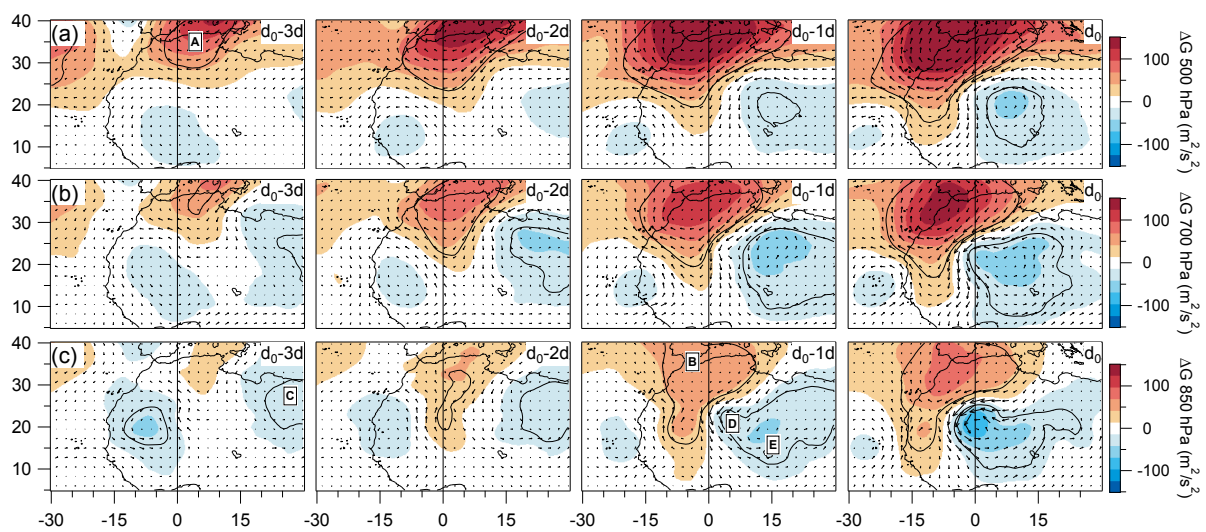 (a) d₀-3d d₀-2d d₀-1d d₀
A
40
30
20
10
ΔG 500 hPa (m²/s²)
100
0
-100
(b) d₀-3d d₀-2d d₀-1d d₀
40
30
20
10
ΔG 700 hPa (m²/s²)
100
0
-100
(c) d₀-3d d₀-2d d₀-1d d₀
B
C
D
E
40
30
20
10
ΔG 850 hPa (m²/s²)
100
0
-100
-30 -15 0 15 -30 -15 0 15 -30 -15 0 15 -30 -15 0 15